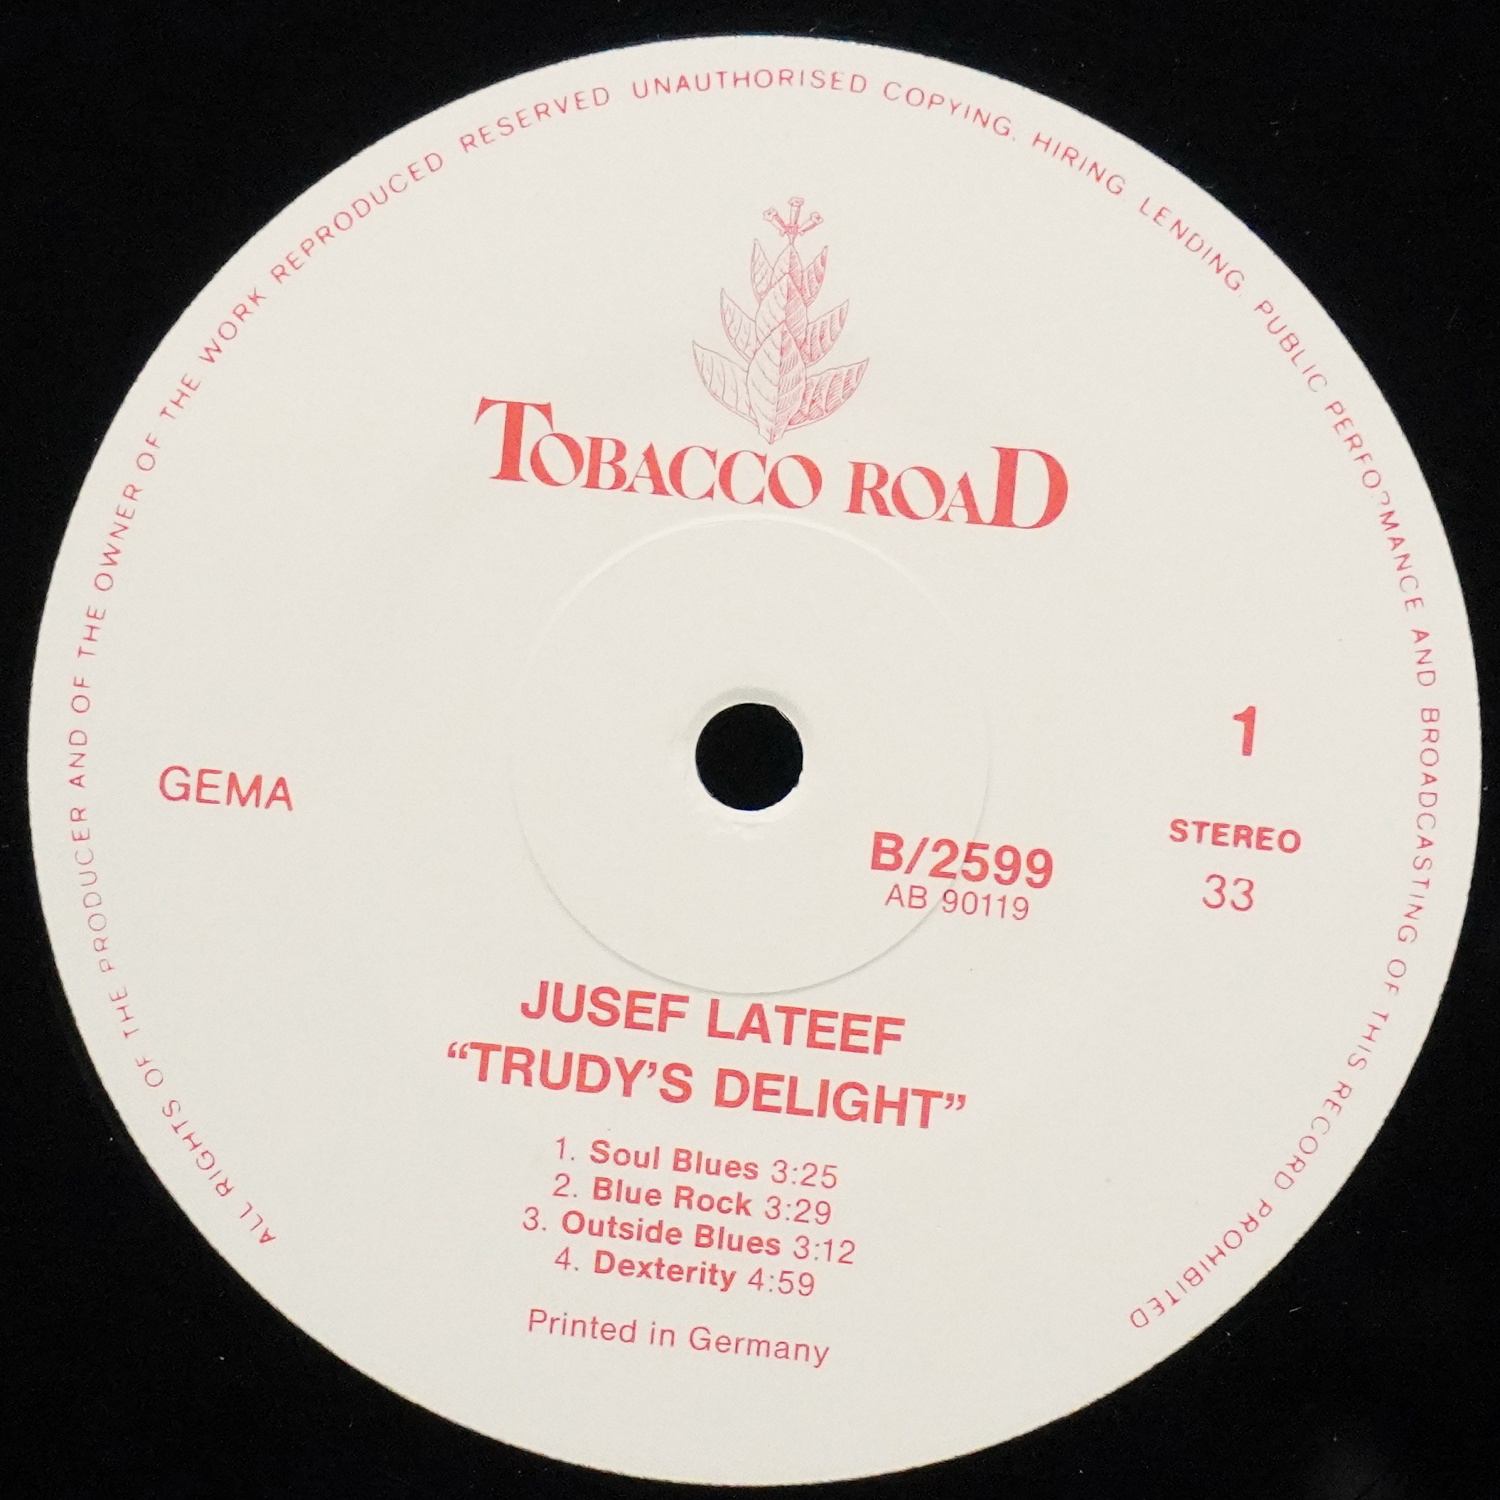 ALL RIGHTS OF THE PRODUCER AND OF THE OWNER OF THE WORK REPRODUCED RESERVED UNAUTHORISED COPYING. HIRING. LENDING. PUBLIC PERFORMANCE AND BROADCASTING OF THIS RECORD PROHIBITED
TOBACCO ROAD
1
GEMA
STEREO
33
B/2599
AB 90119
JUSEF LATEEF
“TRUDY’S DELIGHT”
1. Soul Blues 3:25
2. Blue Rock 3:29
3. Outside Blues 3:12
4. Dexterity 4:59
Printed in Germany